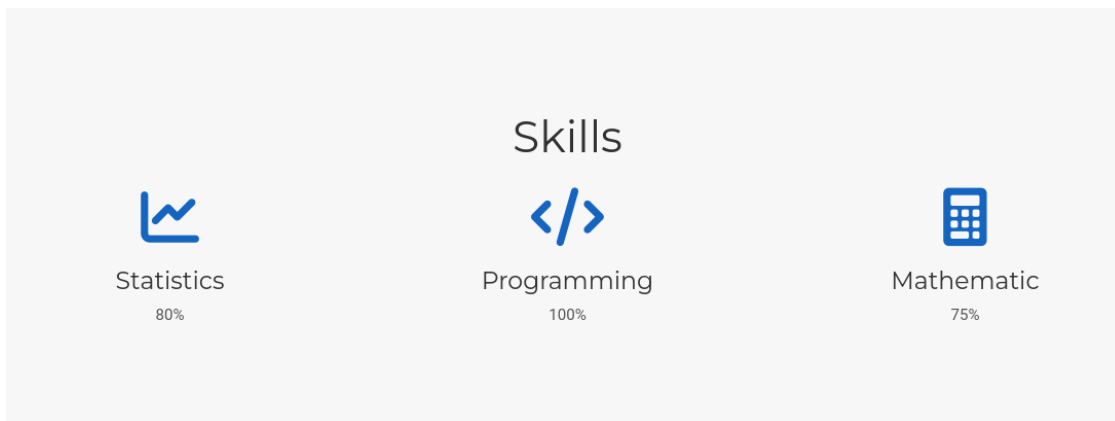 Skills
Statistics
80%
Programming
100%
Mathematic
75%